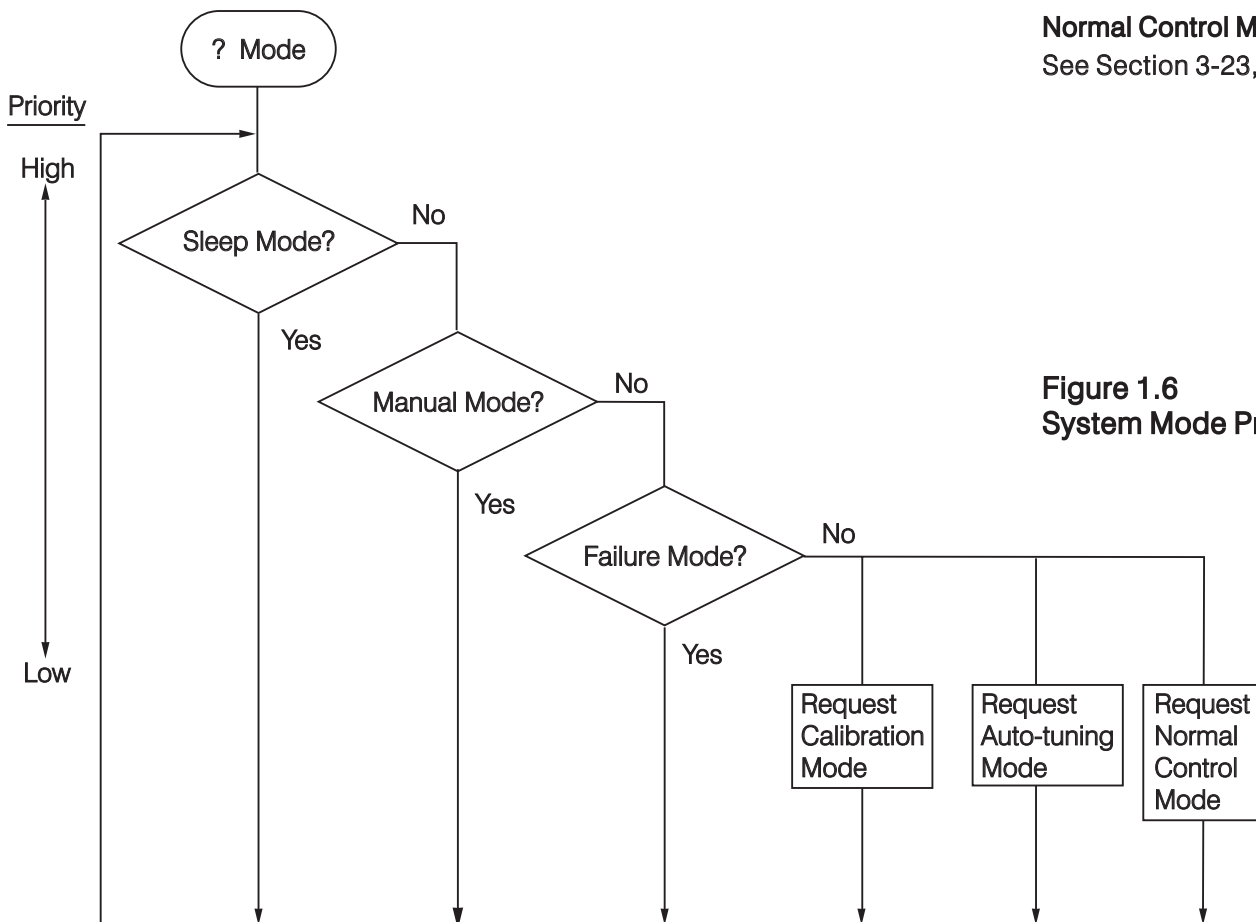 ? Mode
Normal Control M
See Section 3-23,
Priority
High
Sleep Mode?
No
Yes
Manual Mode?
No
Figure 1.6
System Mode Pr
Yes
Failure Mode?
No
Yes
Low
Request
Calibration
Mode
Request
Auto-tuning
Mode
Request
Normal
Control
Mode